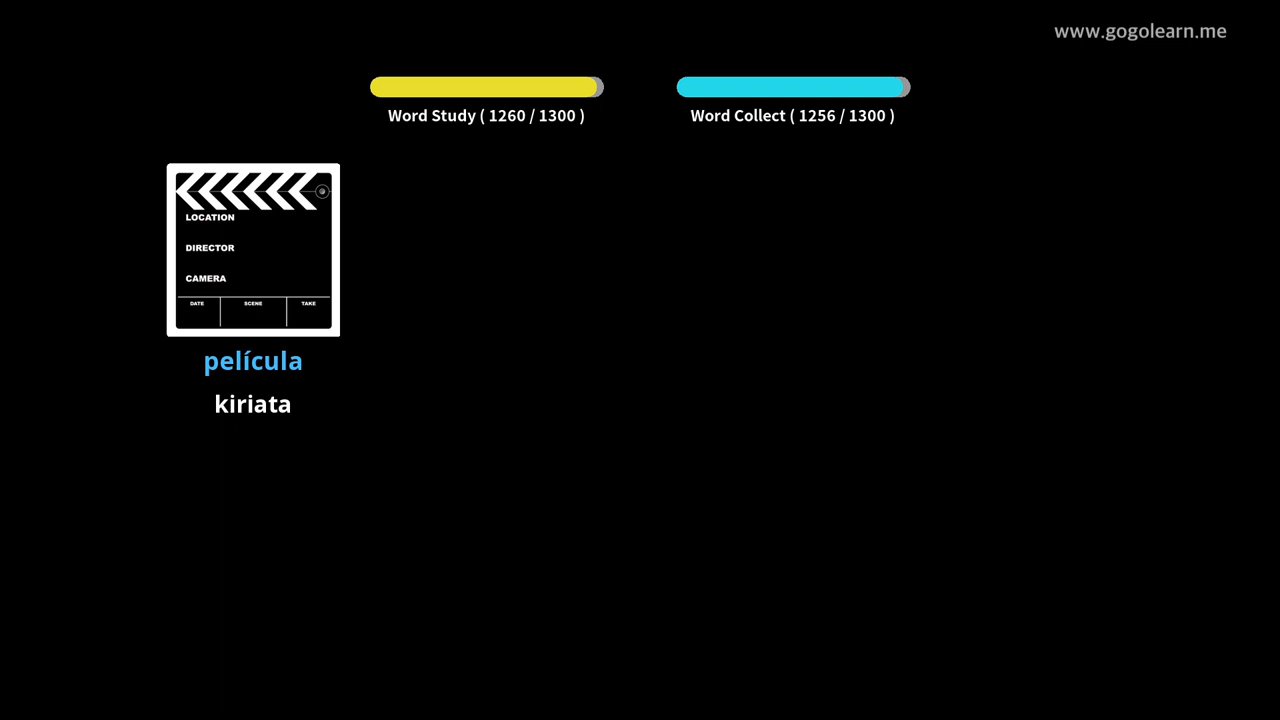 www.gogolearn.me
Word Study ( 1260 / 1300 )
Word Collect ( 1256 / 1300 )
LOCATION
DIRECTOR
CAMERA
DATE SCENE TAKE
película
kiriata